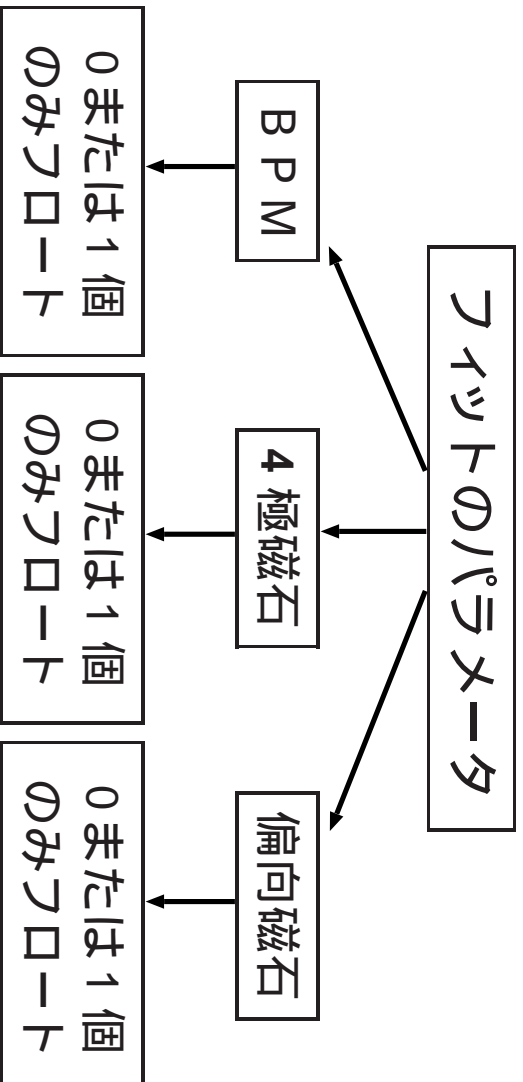 フィットのパラメータ
ＢＰＭ
４極磁石
偏向磁石
０または１個
のみフロート
０または１個
のみフロート
０または１個
のみフロート